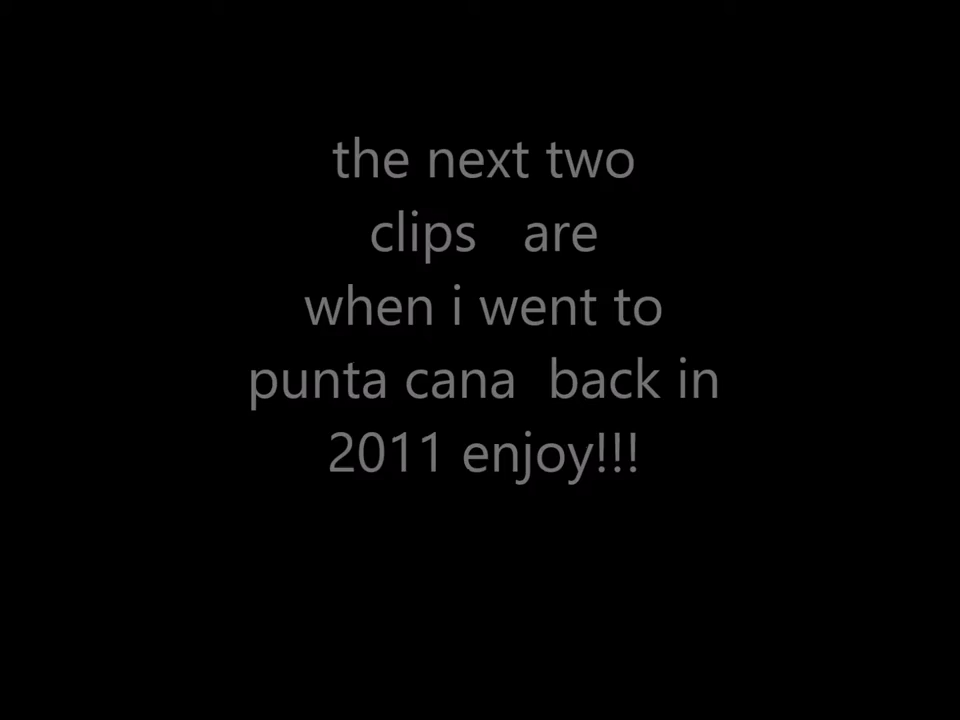 the next two
clips   are
when i went to
punta cana  back in
2011 enjoy!!!